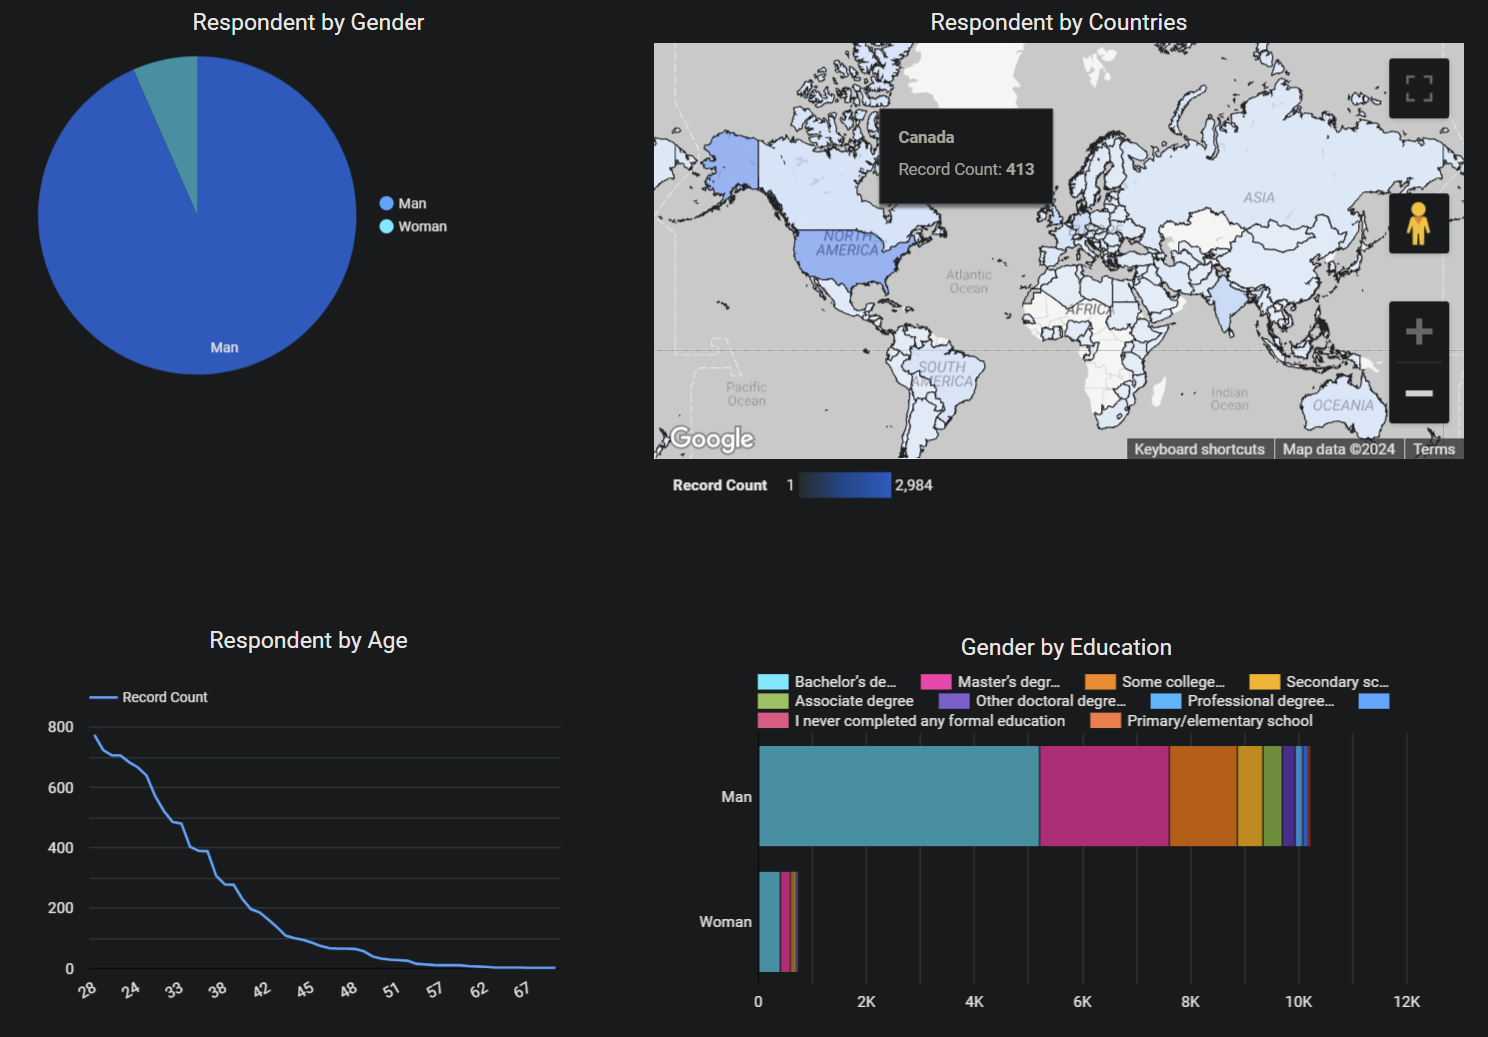 Respondent by Gender
Man
Woman
Man
Respondent by Countries
Canada
Record Count: 413
NORTH
AMERICA
ASIA
Atlantic
Ocean
AFRICA
SOUTH
AMERICA
Pacific
Ocean
Indian
Ocean
OCEANIA
Google
Keyboard shortcuts
Map data ©2024
Terms
Record Count 1 2,984
Respondent by Age
Record Count
800
600
400
200
0
28 24 33 38 42 45 48 51 57 62 67
Gender by Education
Bachelor's de... Master's degr... Some college... Secondary sc...
Associate degree Other doctoral degre... Professional degree...
I never completed any formal education Primary/elementary school
Man
Woman
0 2K 4K 6K 8K 10K 12K